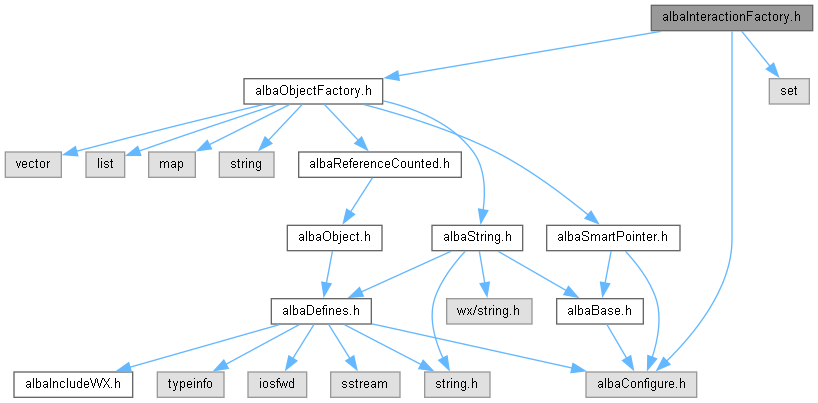 albaInteractionFactory.h
albaObjectFactory.h
set
vector
list
map
string
albaReferenceCounted.h
albaObject.h
albaString.h
albaSmartPointer.h
albaDefines.h
wx/string.h
albaBase.h
albaIncludeWX.h
typeinfo
iosfwd
sstream
string.h
albaConfigure.h